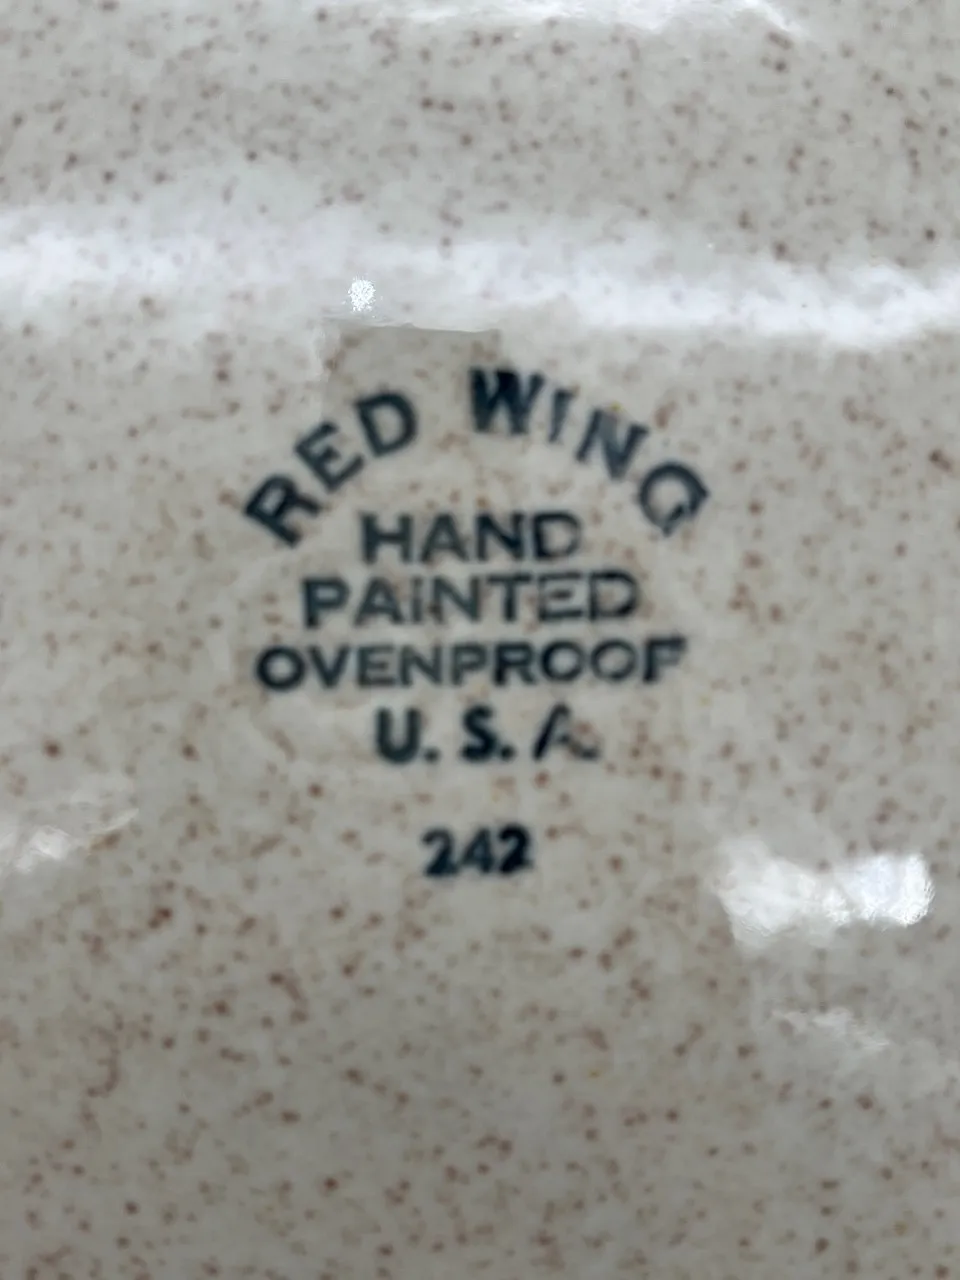 RED WING
HAND
PAINTED
OVENPROOF
U. S. A
242